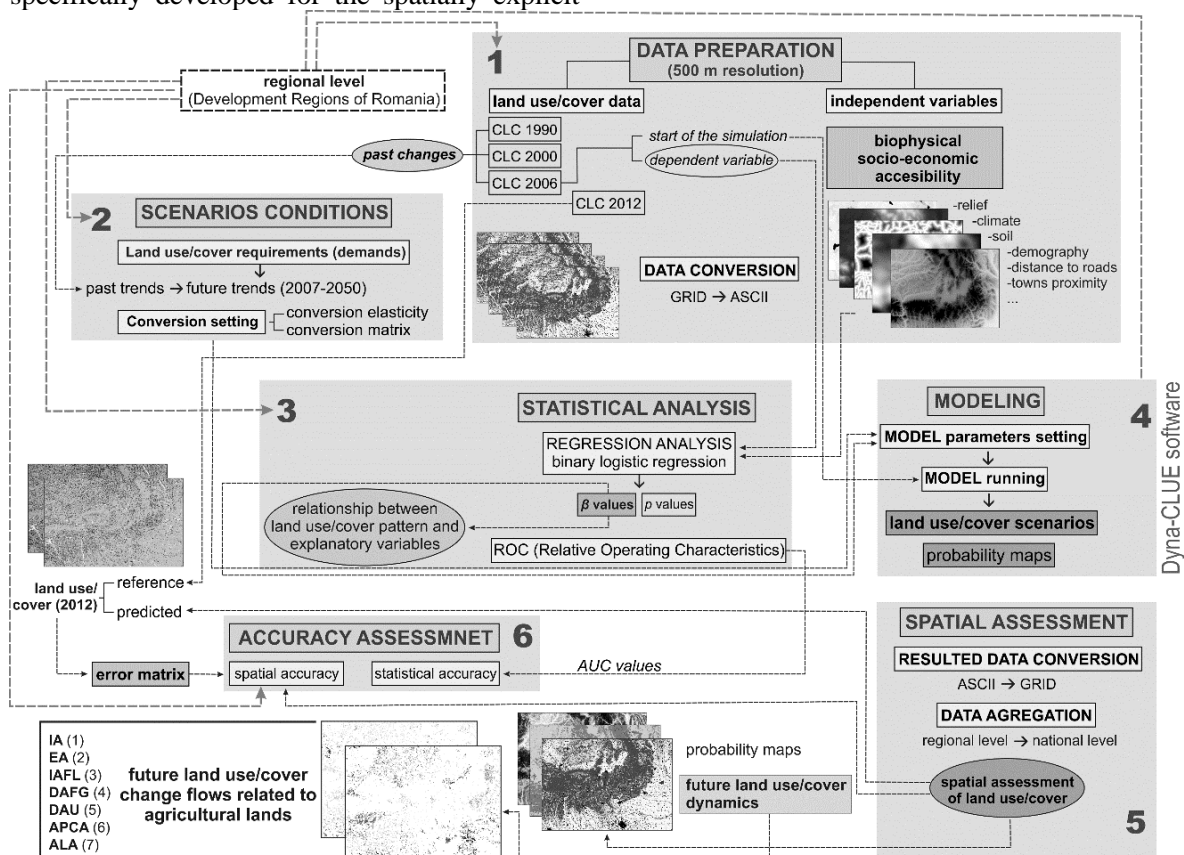 specifically developed for the spatially explicit
regional level
(Development Regions of Romania)
1
DATA PREPARATION
(500 m resolution)
land use/cover data
independent variables
CLC 1990
CLC 2000
CLC 2006
CLC 2012
past changes
start of the simulation
dependent variable
biophysical
socio-economic
accesibility
-relief
-climate
-soil
-demography
-distance to roads
-towns proximity
...
DATA CONVERSION
GRID → ASCII
2
SCENARIOS CONDITIONS
Land use/cover requirements (demands)
past trends → future trends (2007-2050)
Conversion setting
conversion elasticity
conversion matrix
3
STATISTICAL ANALYSIS
REGRESSION ANALYSIS
binary logistic regression
β values
p values
relationship between
land use/cover pattern and
explanatory variables
ROC (Relative Operating Characteristics)
MODELING
4
MODEL parameters setting
MODEL running
land use/cover scenarios
probability maps
Dyna-CLUE software
land use/
cover (2012)
reference
predicted
ACCURACY ASSESSMNET
6
error matrix
spatial accuracy
statistical accuracy
AUC values
SPATIAL ASSESSMENT
RESULTED DATA CONVERSION
ASCII → GRID
DATA AGREGATION
regional level → national level
spatial assessment
of land use/cover
5
IA (1)
EA (2)
IAFL (3)
DAFG (4)
DAU (5)
APCA (6)
ALA (7)
future land use/cover
change flows related to
agricultural lands
probability maps
future land use/cover
dynamics